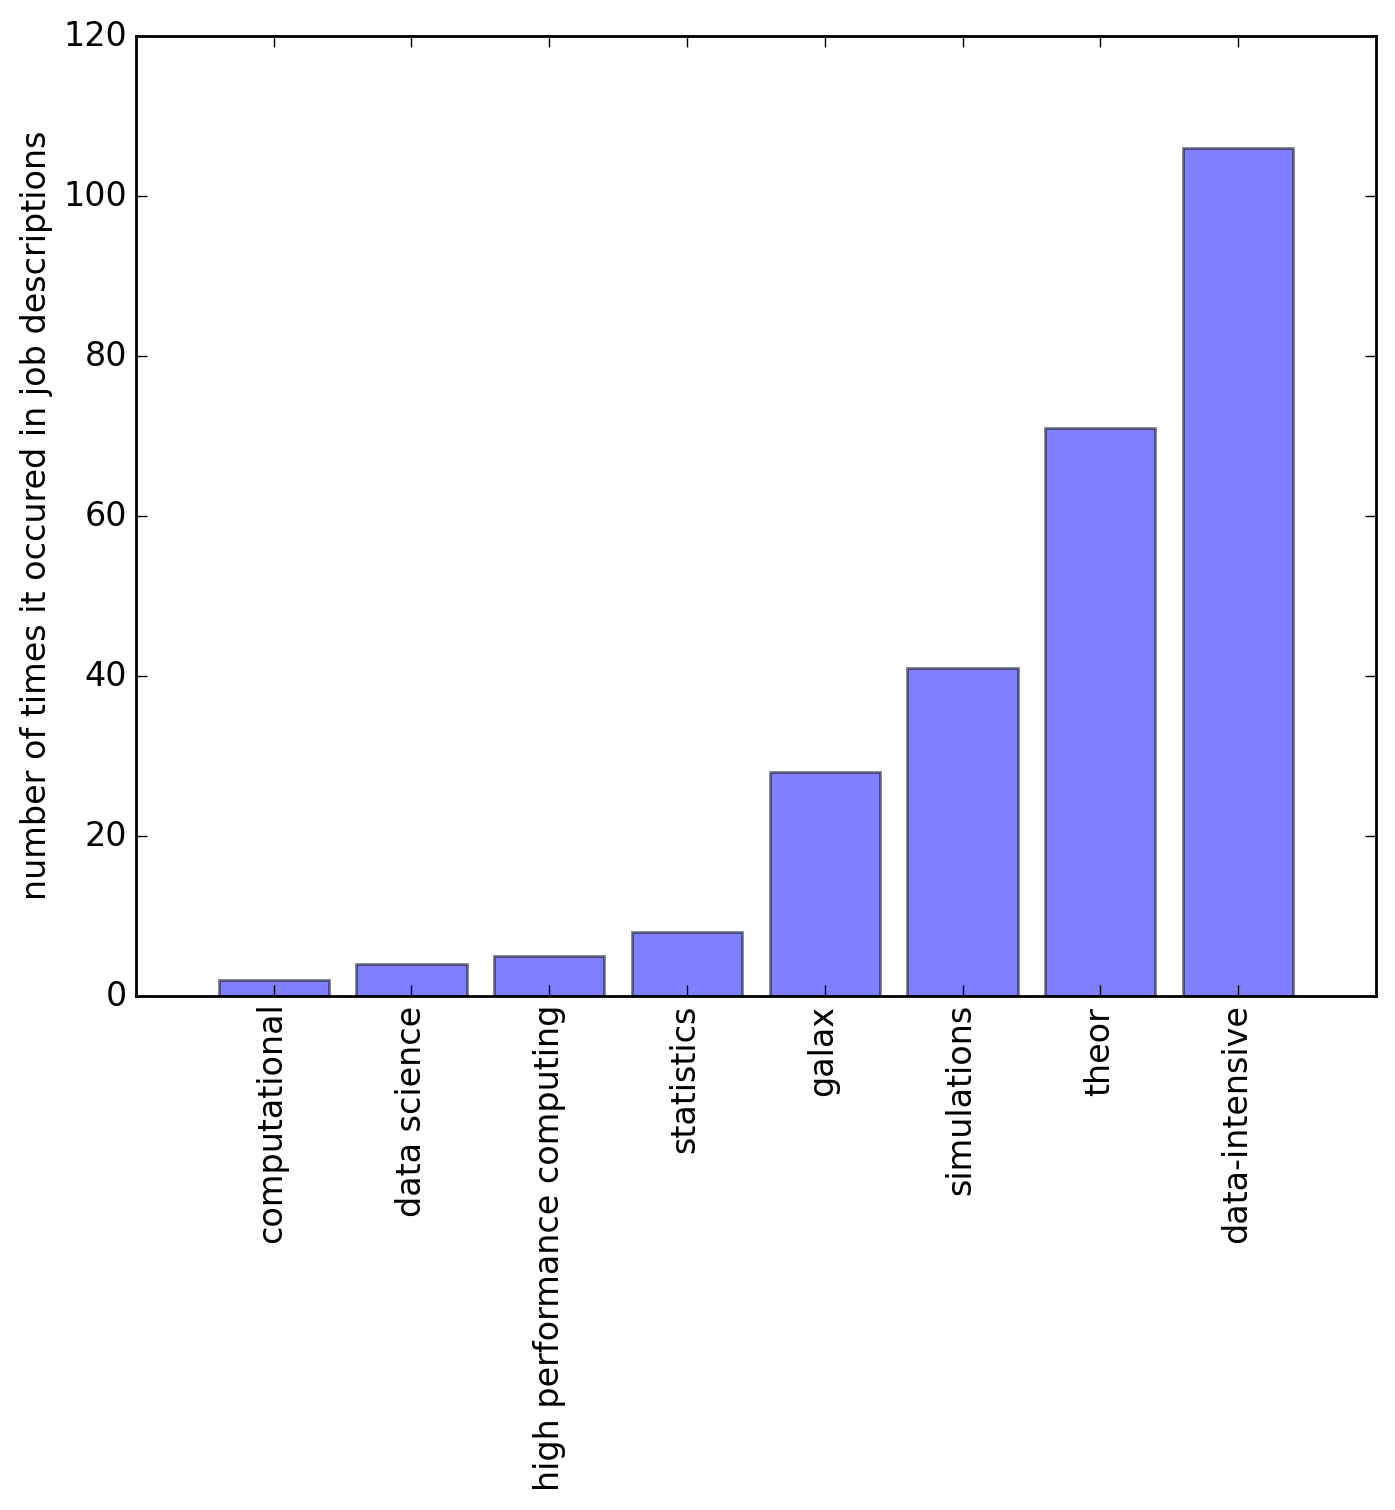 120
100
80
60
40
20
0
number of times it occured in job descriptions
computational
data science
high performance computing
statistics
galax
simulations
theor
data-intensive